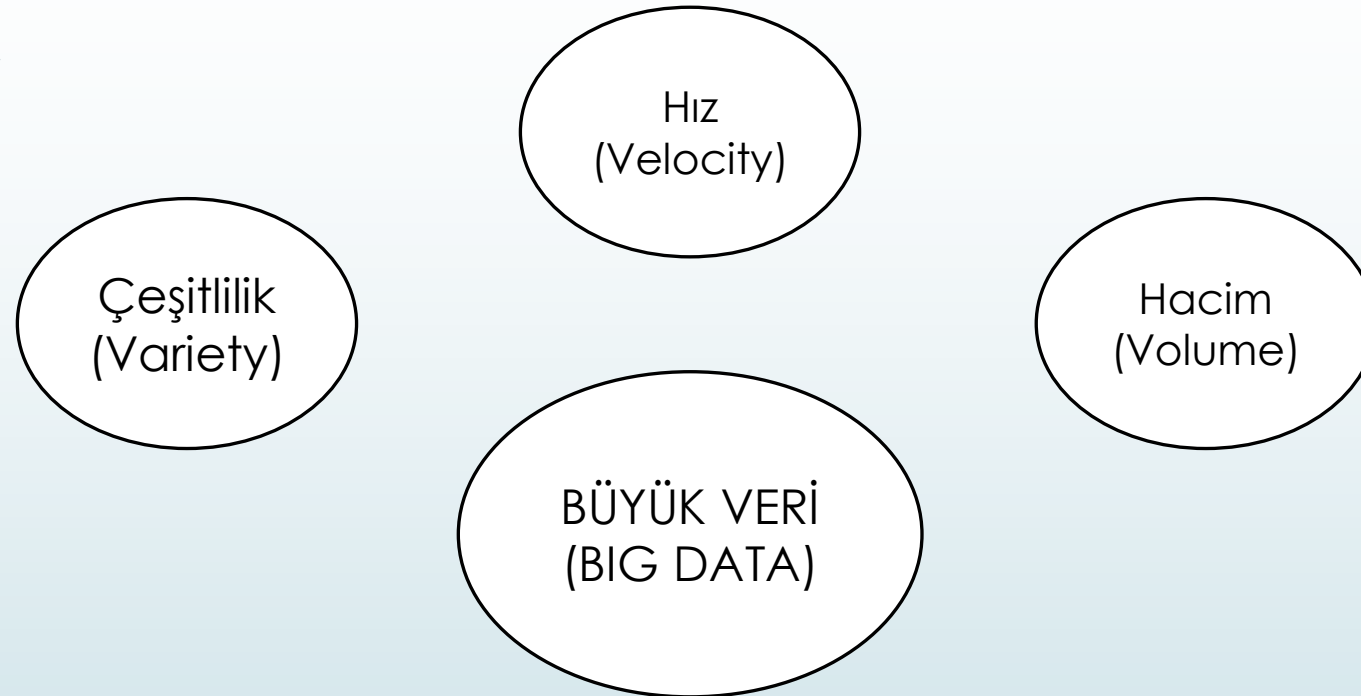 Hız
(Velocity)
Çeşitlilik
(Variety)
Hacim
(Volume)
BÜYÜK VERİ
(BIG DATA)